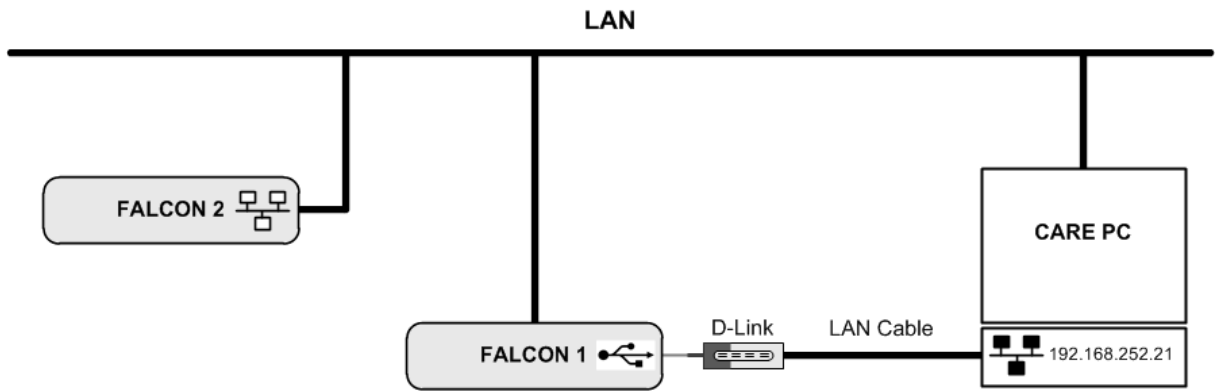 LAN
FALCON 2
CARE PC
D-Link
LAN Cable
FALCON 1
192.168.252.21